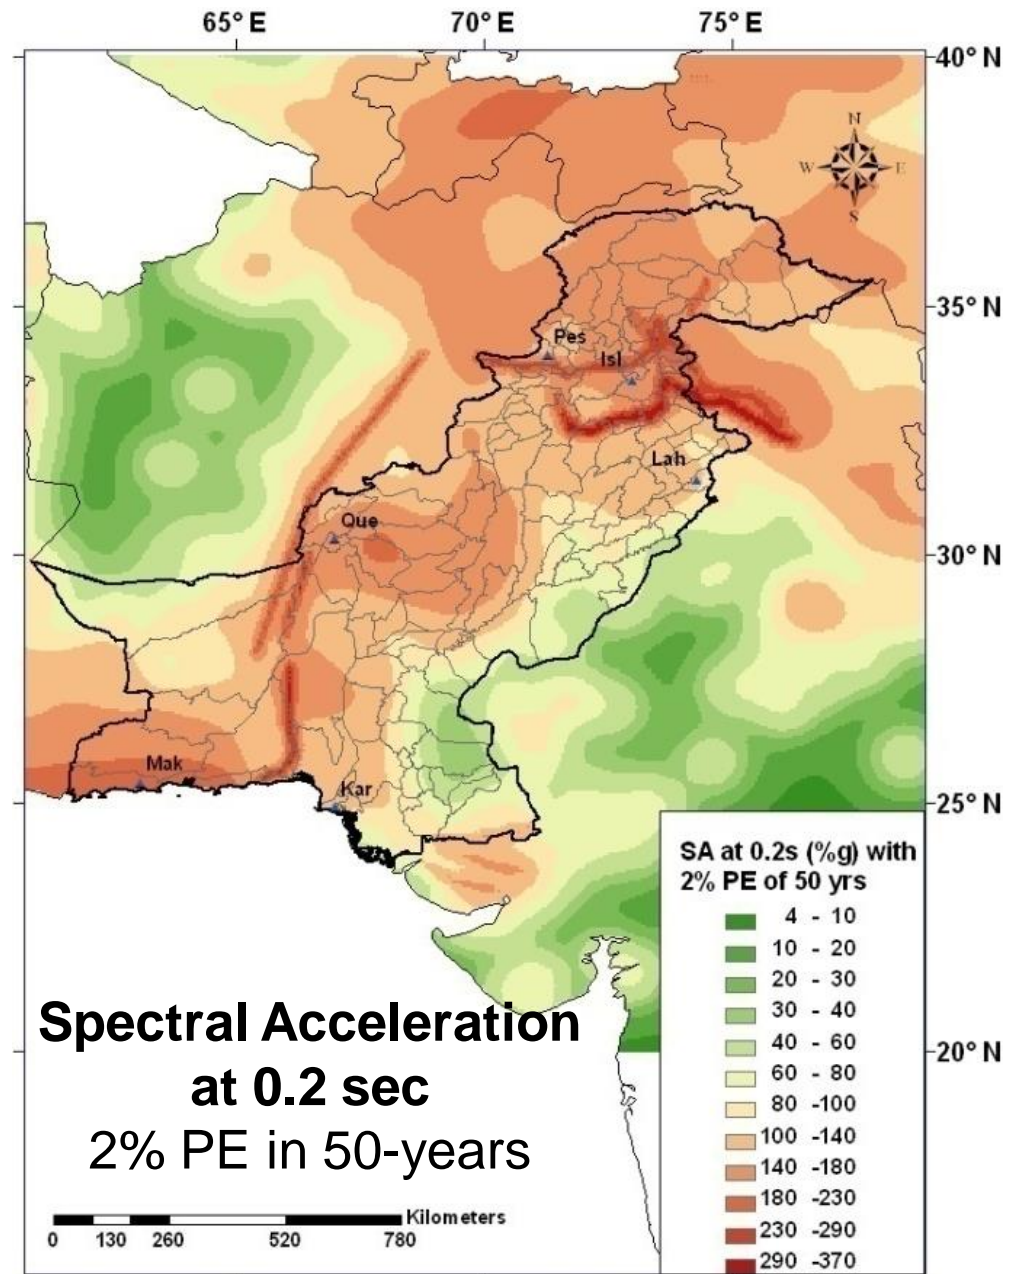 65° E 70° E 75° E
40° N
N
W E
S
35° N
Pes
Isl
Lah
Que
30° N
Mak
Kar
25° N
SA at 0.2s (%g) with
2% PE of 50 yrs
4 - 10
10 - 20
20 - 30
30 - 40
40 - 60
60 - 80
80 -100
100 -140
140 -180
180 -230
230 -290
290 -370
20° N
Spectral Acceleration
at 0.2 sec
2% PE in 50-years
Kilometers
0 130 260 520 780